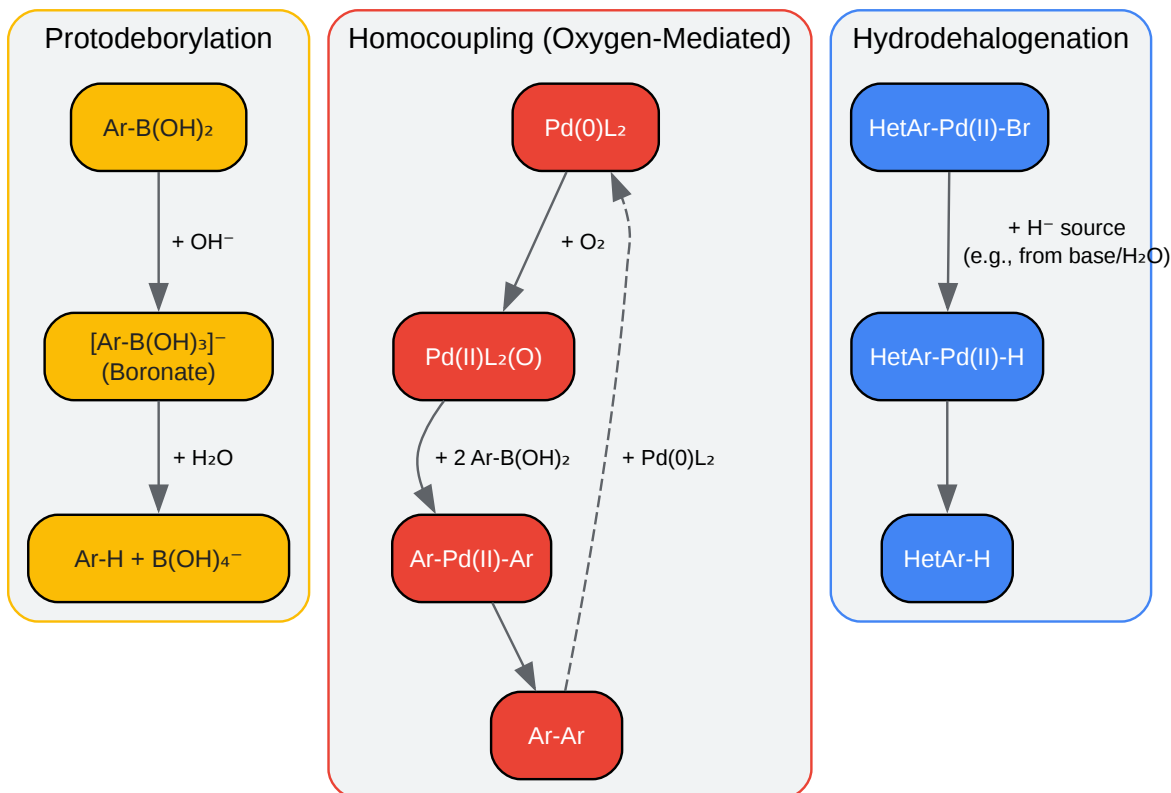 Protodeborylation
Ar-B(OH)₂
+ OH⁻
[Ar-B(OH)₃]⁻
(Boronate)
+ H₂O
Ar-H + B(OH)₄⁻
Homocoupling (Oxygen-Mediated)
Pd(0)L₂
+ O₂
Pd(II)L₂(O)
+ 2 Ar-B(OH)₂
+ Pd(0)L₂
Ar-Pd(II)-Ar
Ar-Ar
Hydrodehalogenation
HetAr-Pd(II)-Br
+ H⁻ source
(e.g., from base/H₂O)
HetAr-Pd(II)-H
HetAr-H